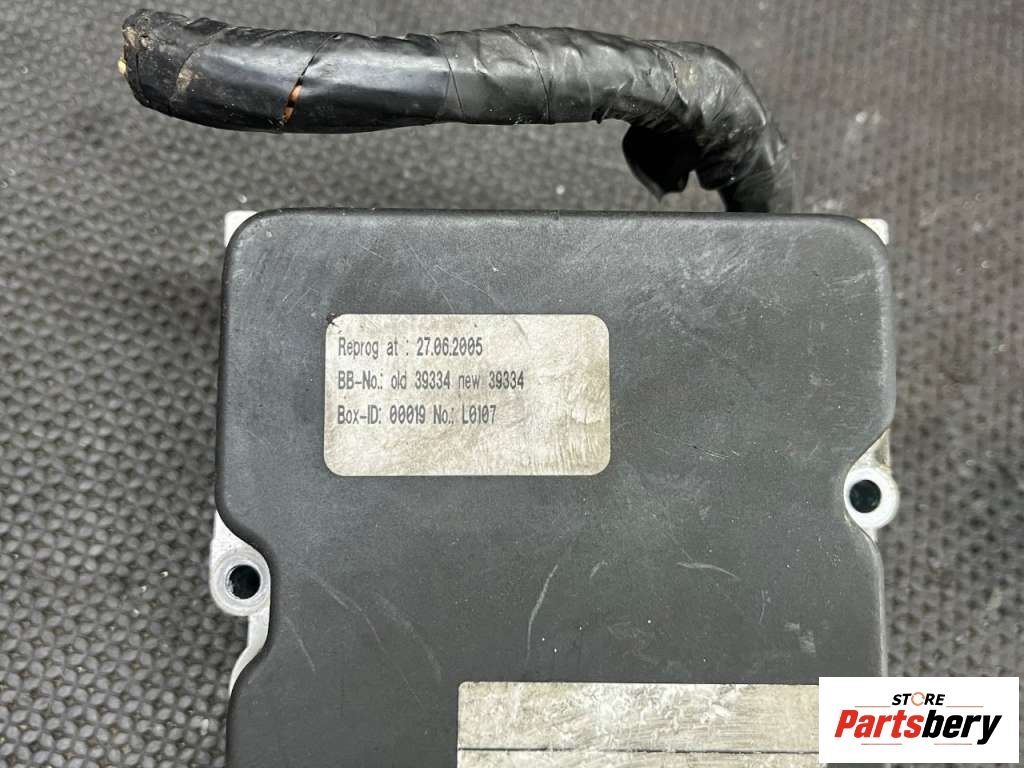 Reprog at : 27.06.2005
BB-No.: old 39334 new 39334
Box-ID: 00019 No.: L0107
STORE
Partsbery